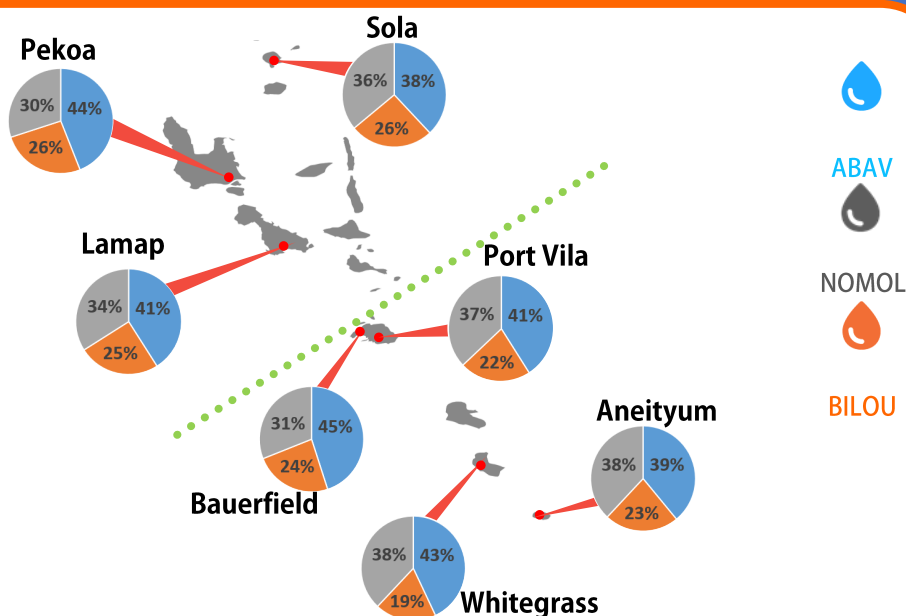 Sola
36% 38%
26%
Pekoa
30% 44%
26%
ABAV
Lamap
34% 41%
25%
Port Vila
37% 41%
22%
NOMOL
BILOU
31% 45%
24%
Bauerfield
Aneityum
38% 39%
23%
38% 43%
19%
Whitegrass